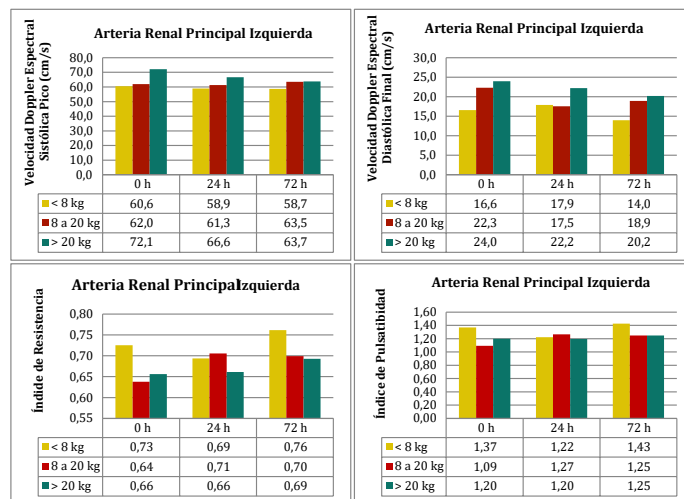 Arteria Renal Principal Izquierda
Velocidad Doppler Espectral
Sistólica Pico (cm/s)
80,0
70,0
60,0
50,0
40,0
30,0
20,0
10,0
0,0
0 h 24 h 72 h
< 8 kg 60,6 58,9 58,7
8 a 20 kg 62,0 61,3 63,5
> 20 kg 72,1 66,6 63,7
Arteria Renal Principal Izquierda
Velocidad Doppler Espectral
Diastólica Final (cm/s)
30,0
25,0
20,0
15,0
10,0
5,0
0,0
0 h 24 h 72 h
< 8 kg 16,6 17,9 14,0
8 a 20 kg 22,3 17,5 18,9
> 20 kg 24,0 22,2 20,2
Arteria Renal Principal Izquierda
Índide de Resistencia
0,80
0,75
0,70
0,65
0,60
0,55
0 h 24 h 72 h
< 8 kg 0,73 0,69 0,76
8 a 20 kg 0,64 0,71 0,70
> 20 kg 0,66 0,66 0,69
Arteria Renal Principal Izquierda
Índice de Pulsatibidad
1,60
1,40
1,20
1,00
0,80
0,60
0,40
0,20
0,00
0 h 24 h 72 h
< 8 kg 1,37 1,22 1,43
8 a 20 kg 1,09 1,27 1,25
> 20 kg 1,20 1,20 1,25